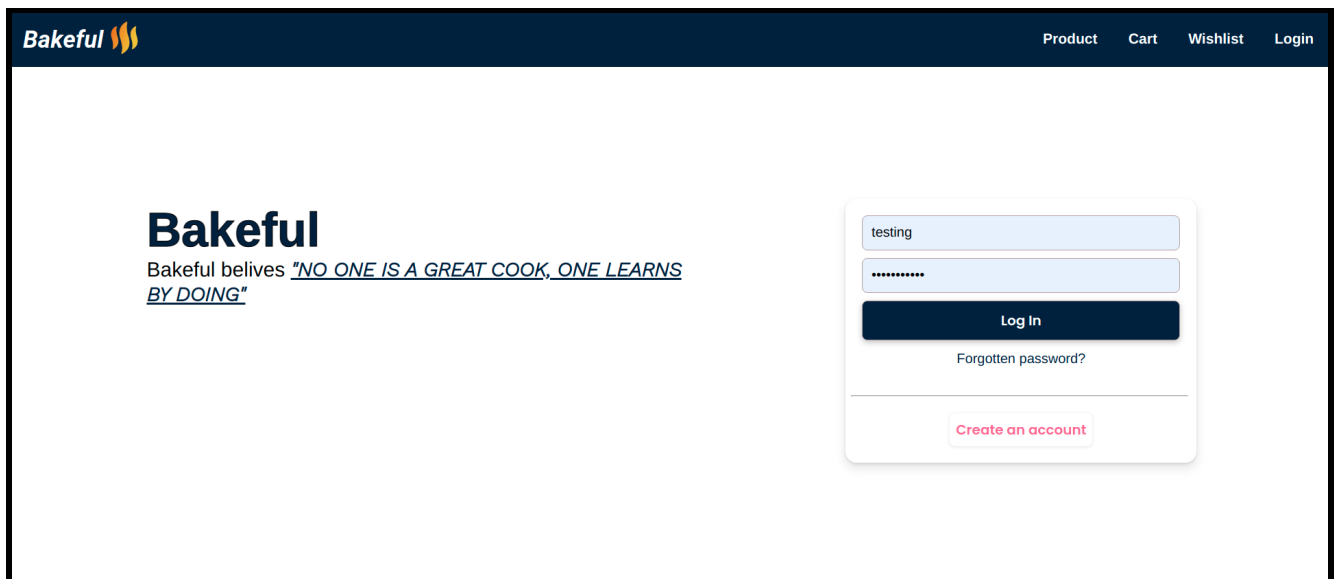 Bakeful
Product Cart Wishlist Login
Bakeful
Bakeful belives "NO ONE IS A GREAT COOK, ONE LEARNS
BY DOING"
testing
•••••••••••
Log In
Forgotten password?
Create an account